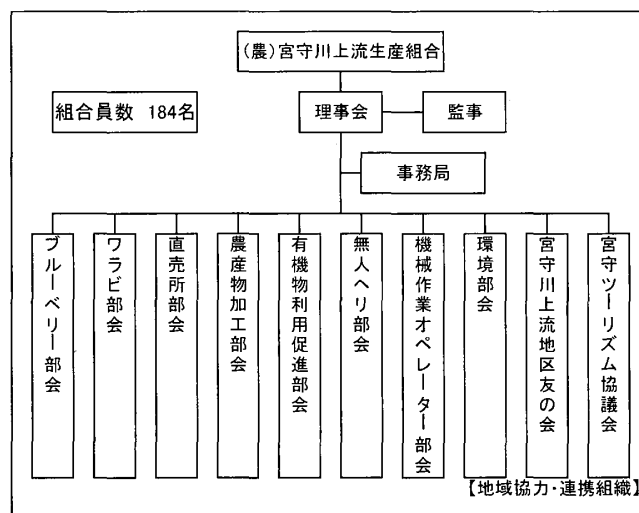 (農)宮守川上流生産組合
組合員数 184名
理事会
監事
事務局
ブルーベリー部会
ワラビ部会
直売所部会
農産物加工部会
有機物利用促進部会
無人ヘリ部会
機械作業オペレーター部会
環境部会
宮守川上流地区友の会
宮守ツーリズム協議会
【地域協力・連携組織】